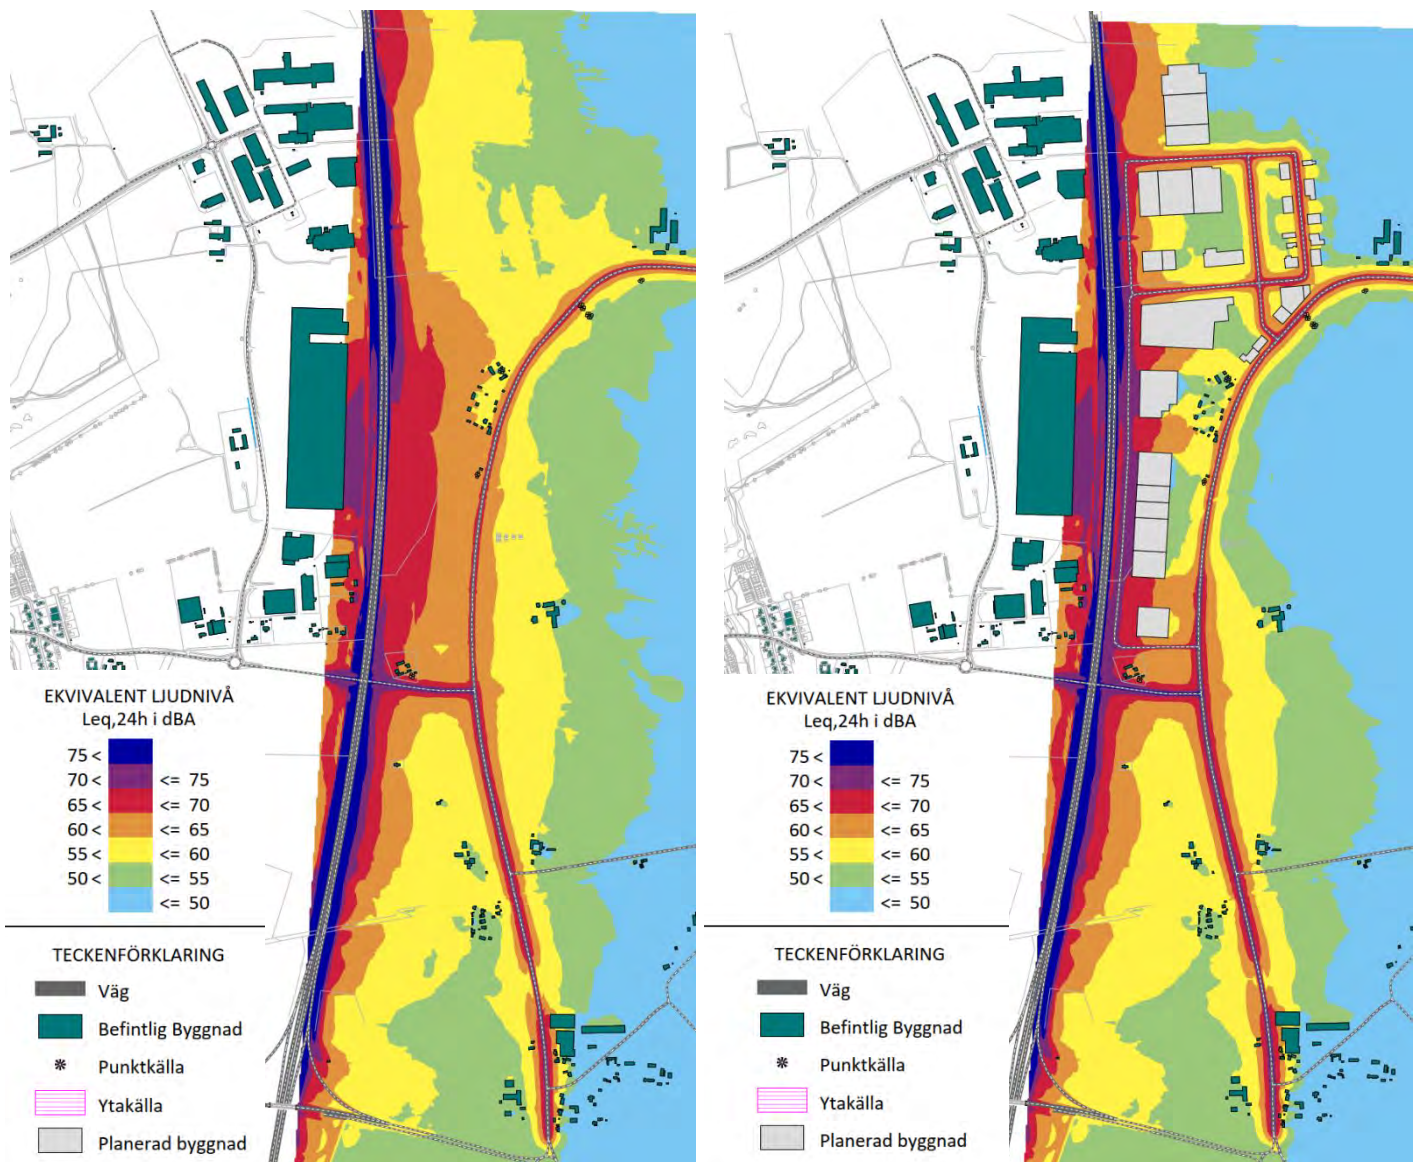 EKVIVALENT LJUDNIVÅ
Leq,24h i dBA
75 <
70 < <= 75
65 < <= 70
60 < <= 65
55 < <= 60
50 < <= 55
<= 50
TECKENFÖRKLARING
Väg
Befintlig Byggnad
Punktkälla
Ytakälla
Planerad byggnad
EKVIVALENT LJUDNIVÅ
Leq,24h i dBA
75 <
70 < <= 75
65 < <= 70
60 < <= 65
55 < <= 60
50 < <= 55
<= 50
TECKENFÖRKLARING
Väg
Befintlig Byggnad
Punktkälla
Ytakälla
Planerad byggnad